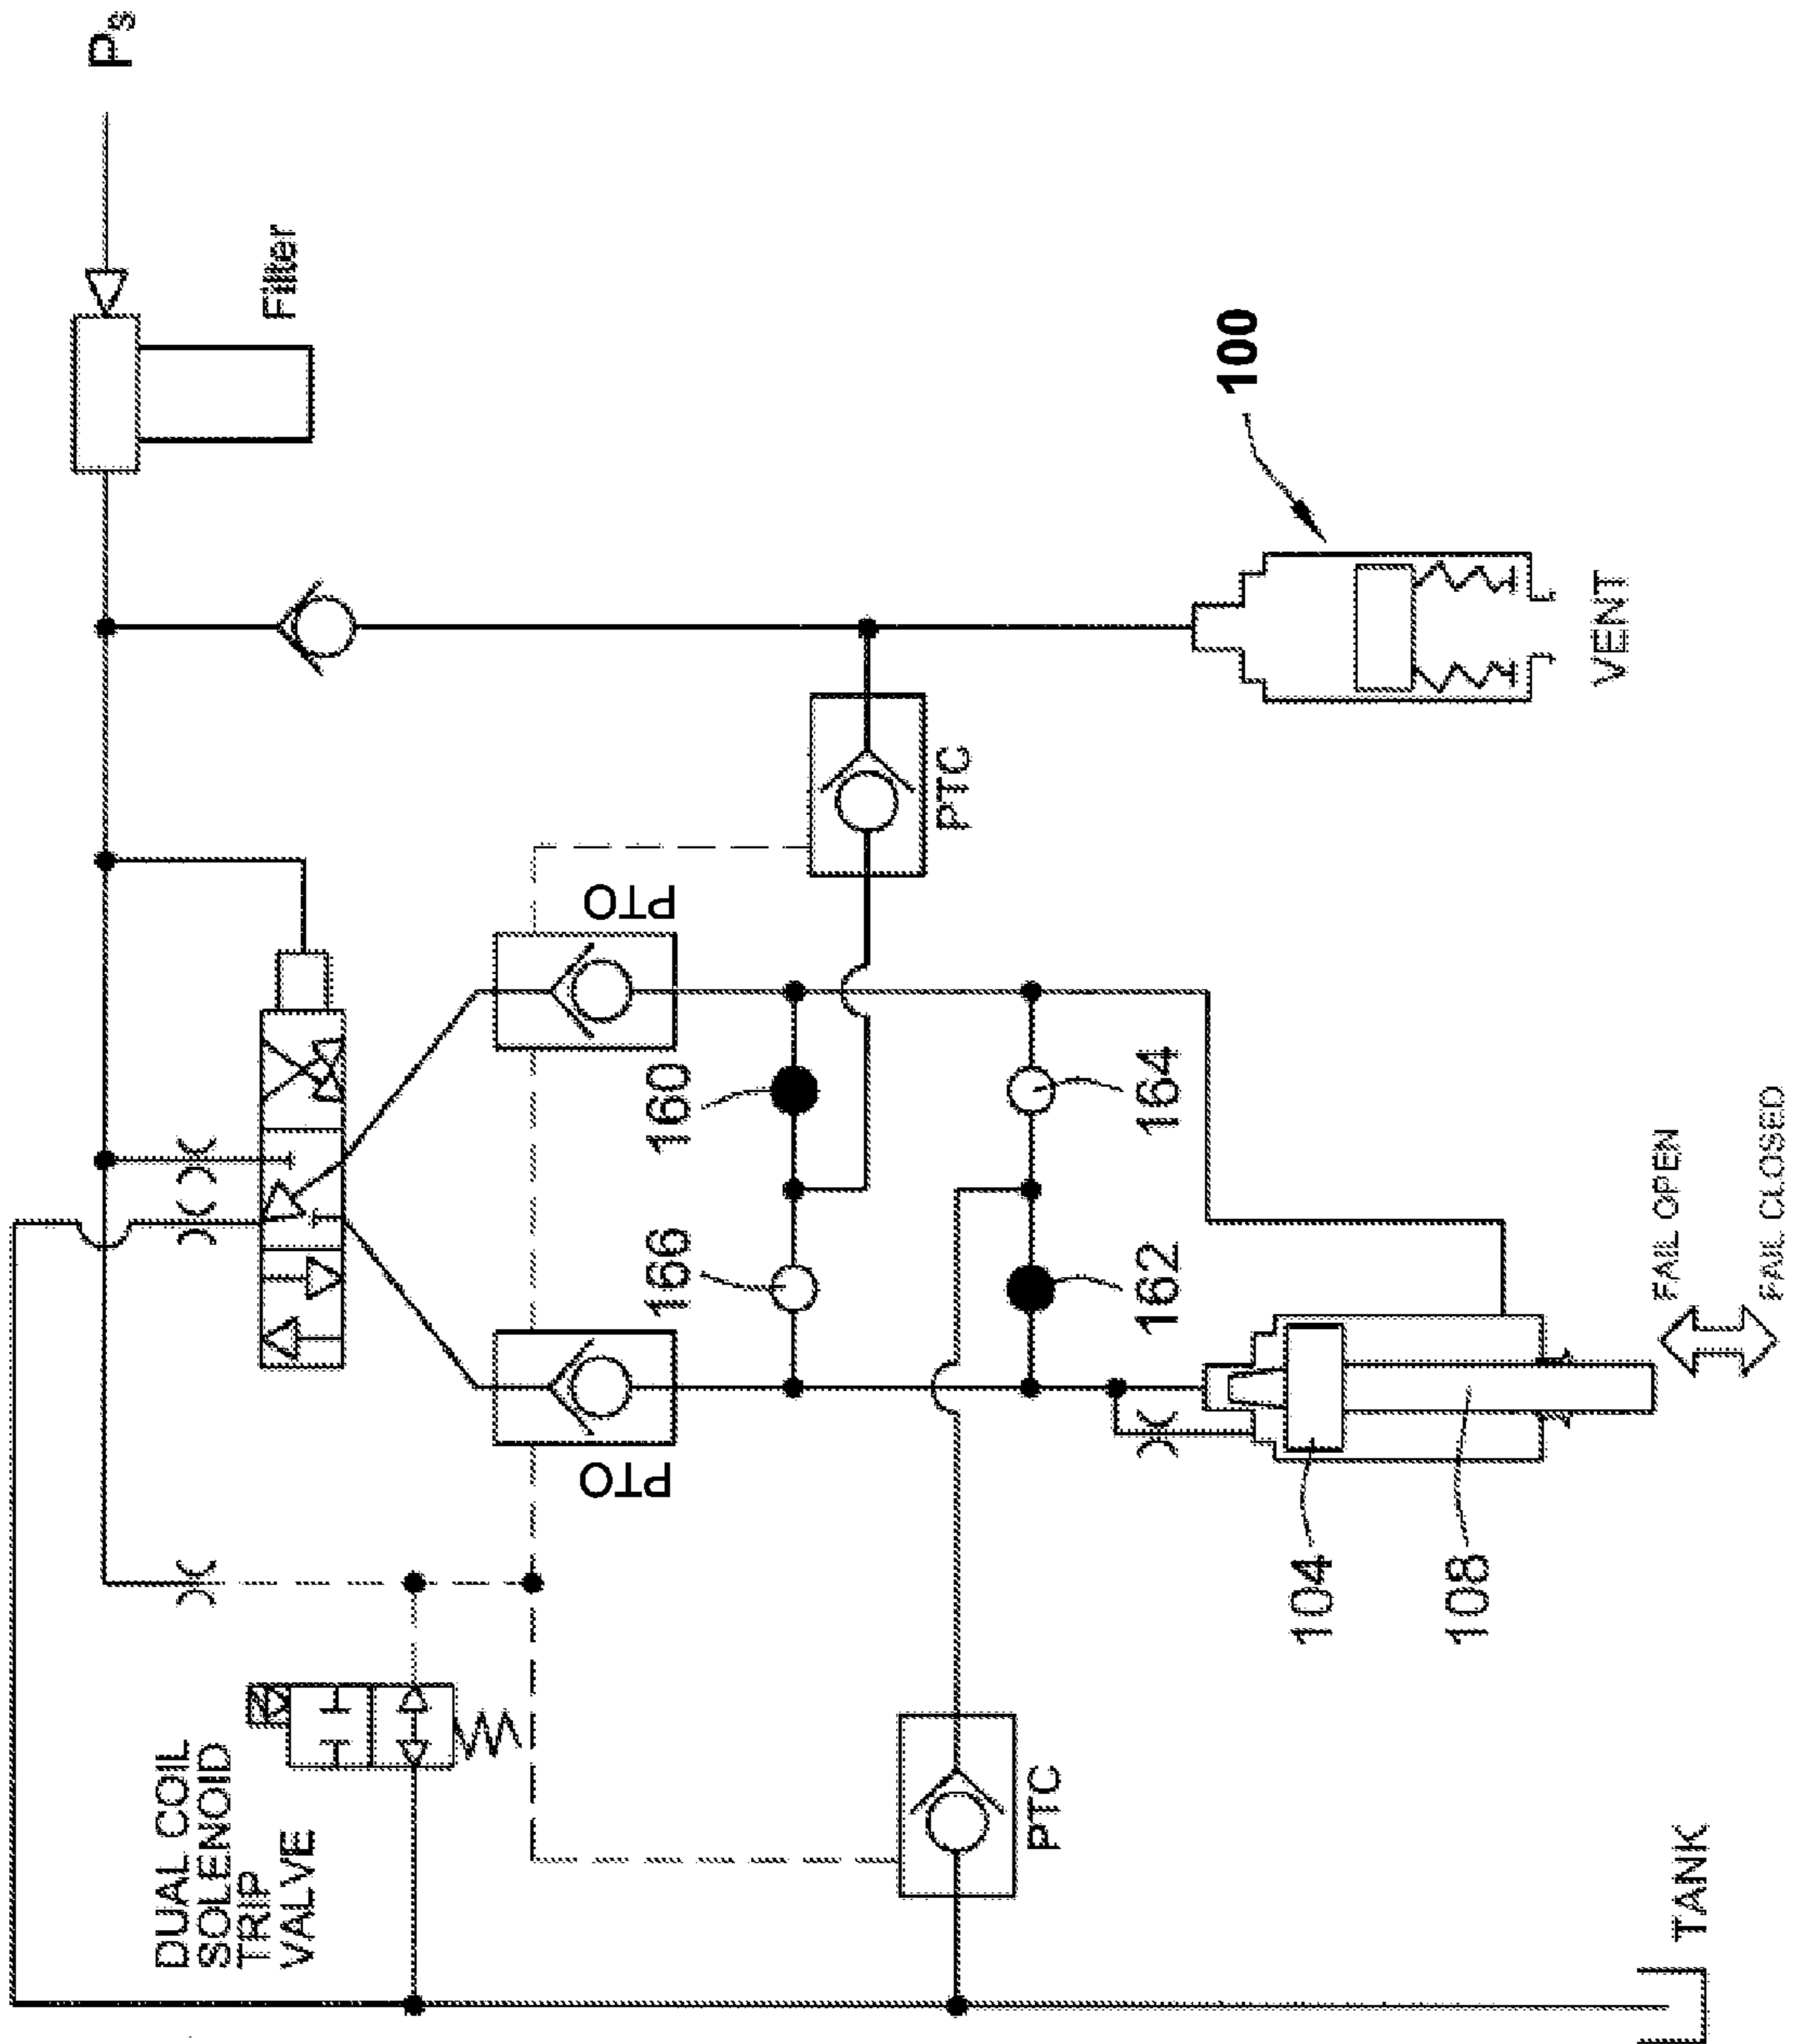 Ps
Filter
100
VENT
PTC
PTO
160
164
166
162
FAIL OPEN
FAIL CLOSED
PTO
104
108
DUAL COIL
SOLENOID
TRIP
VALVE
PTC
TANK